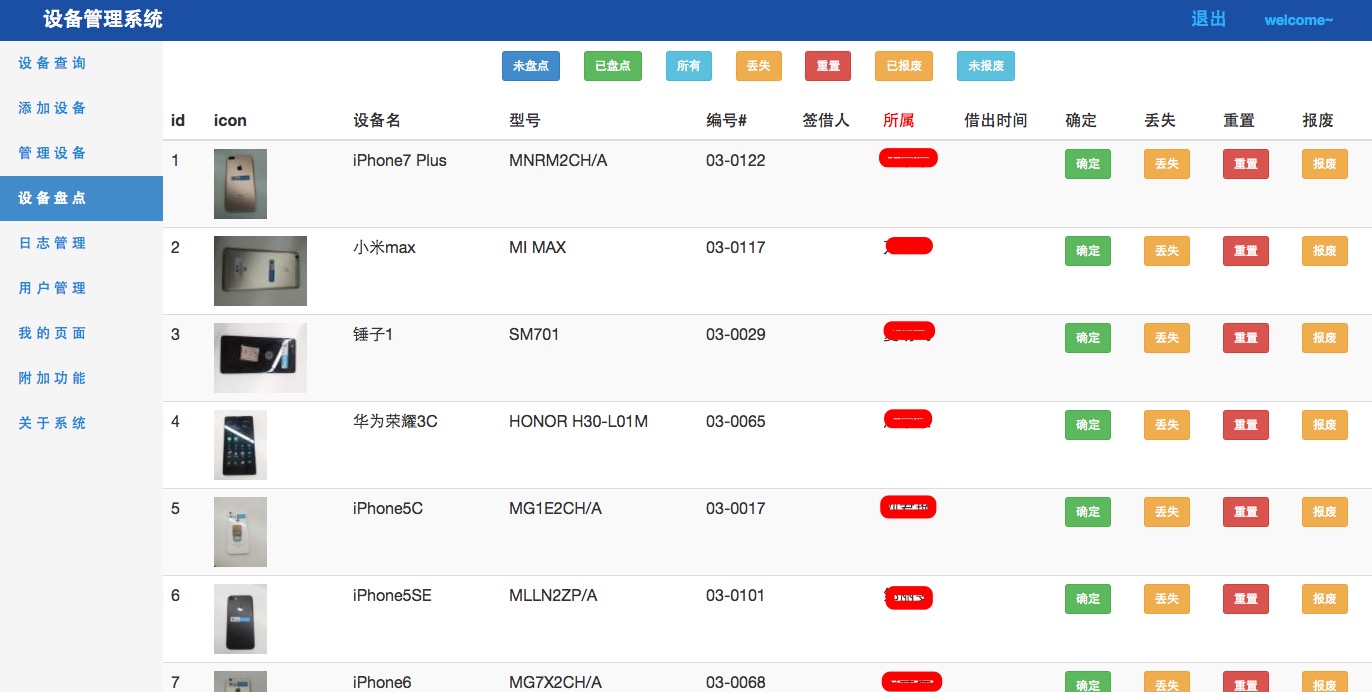 设备管理系统 退出 welcome~
设备查询
添加设备
管理设备
设备盘点
日志管理
用户管理
我的页面
附加功能
关于系统
未盘点 已盘点 所有 丢失 重置 已报废 未报废
id icon 设备名 型号 编号# 签借人 所属 借出时间 确定 丢失 重置 报废
1 iPhone7 Plus MNRM2CH/A 03-0122 确定 丢失 重置 报废
2 小米max MI MAX 03-0117 确定 丢失 重置 报废
3 锤子1 SM701 03-0029 确定 丢失 重置 报废
4 华为荣耀3C HONOR H30-L01M 03-0065 确定 丢失 重置 报废
5 iPhone5C MG1E2CH/A 03-0017 确定 丢失 重置 报废
6 iPhone5SE MLLN2ZP/A 03-0101 确定 丢失 重置 报废
7 iPhone6 MG7X2CH/A 03-0068 确定 丢失 重置 报废